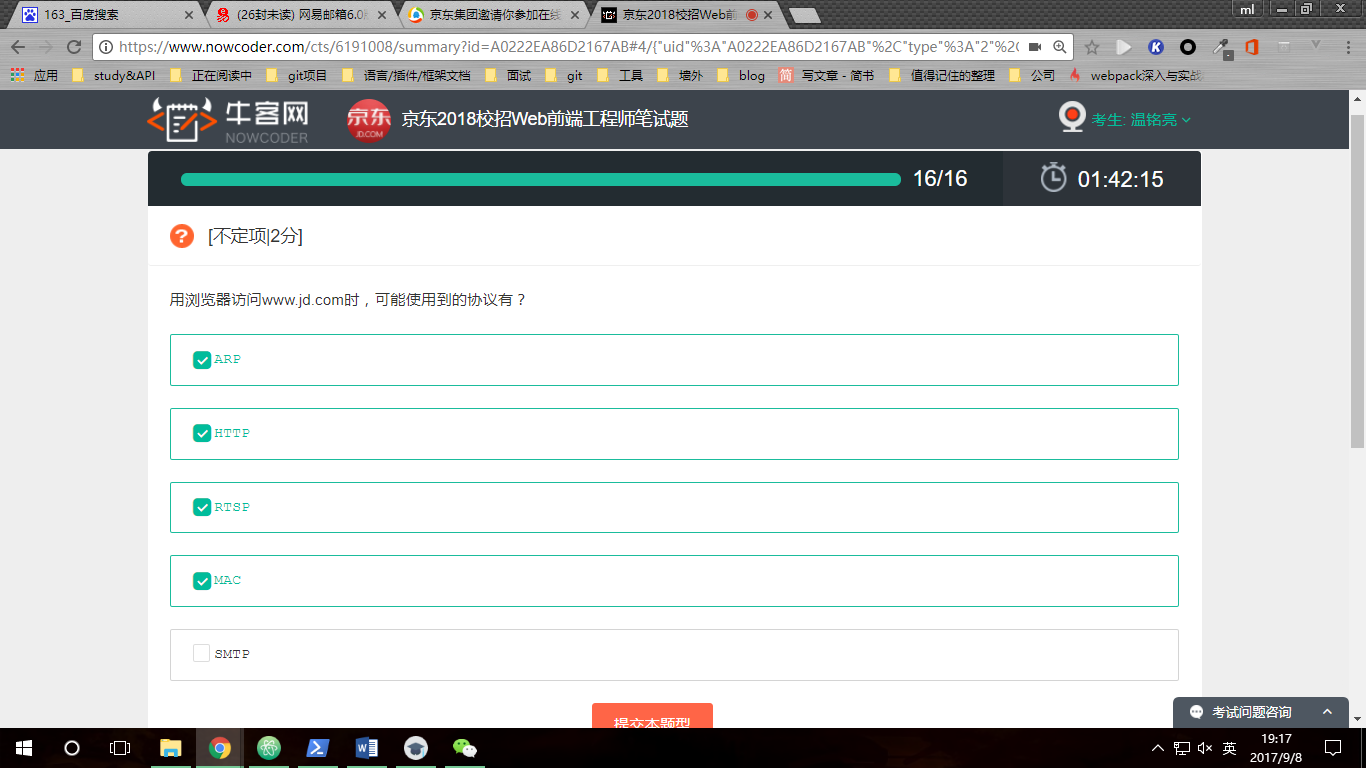 163_百度搜索
(26封未读) 网易邮箱6.0
京东集团邀请你参加在线
京东2018校招Web前
ml
https://www.nowcoder.com/cts/6191008/summary?id=A0222EA86D2167AB#4/{"uid"%3A"A0222EA86D2167AB"%2C"type"%3A"2"%2C
应用 study&API 正在阅读中 git项目 语言/插件/框架文档 面试 git 工具 墙外 blog 简 写文章 - 简书 值得记住的整理 公司 webpack深入与实战
牛客网
NOWCODER
京东
JD.COM
京东2018校招Web前端工程师笔试题
考生: 温铭亮
16/16
01:42:15
[不定项|2分]
用浏览器访问www.jd.com时，可能使用到的协议有？
ARP
HTTP
RTSP
MAC
SMTP
提交本题型
考试问题咨询
英
19:17
2017/9/8